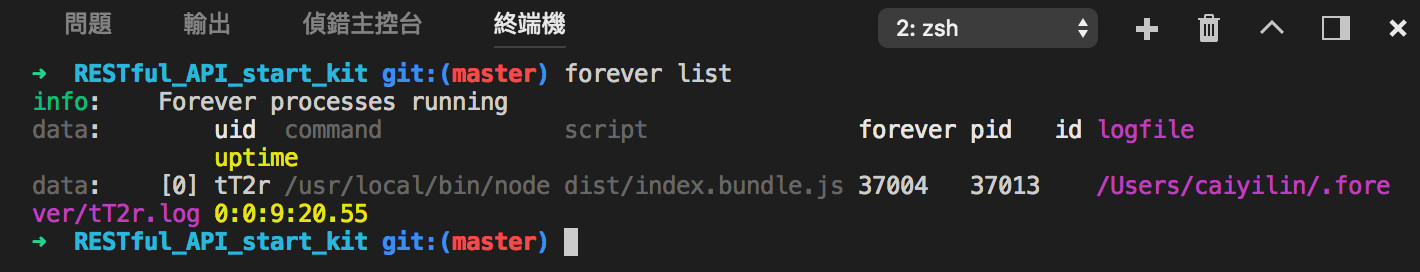 問題 輸出 偵錯主控台 終端機 2: zsh
➜ RESTful_API_start_kit git:(master) forever list
info: Forever processes running
data: uid command script forever pid id logfile
uptime
data: [0] tT2r /usr/local/bin/node dist/index.bundle.js 37004 37013 /Users/caiyilin/.fore
ver/tT2r.log 0:0:9:20.55
➜ RESTful_API_start_kit git:(master)